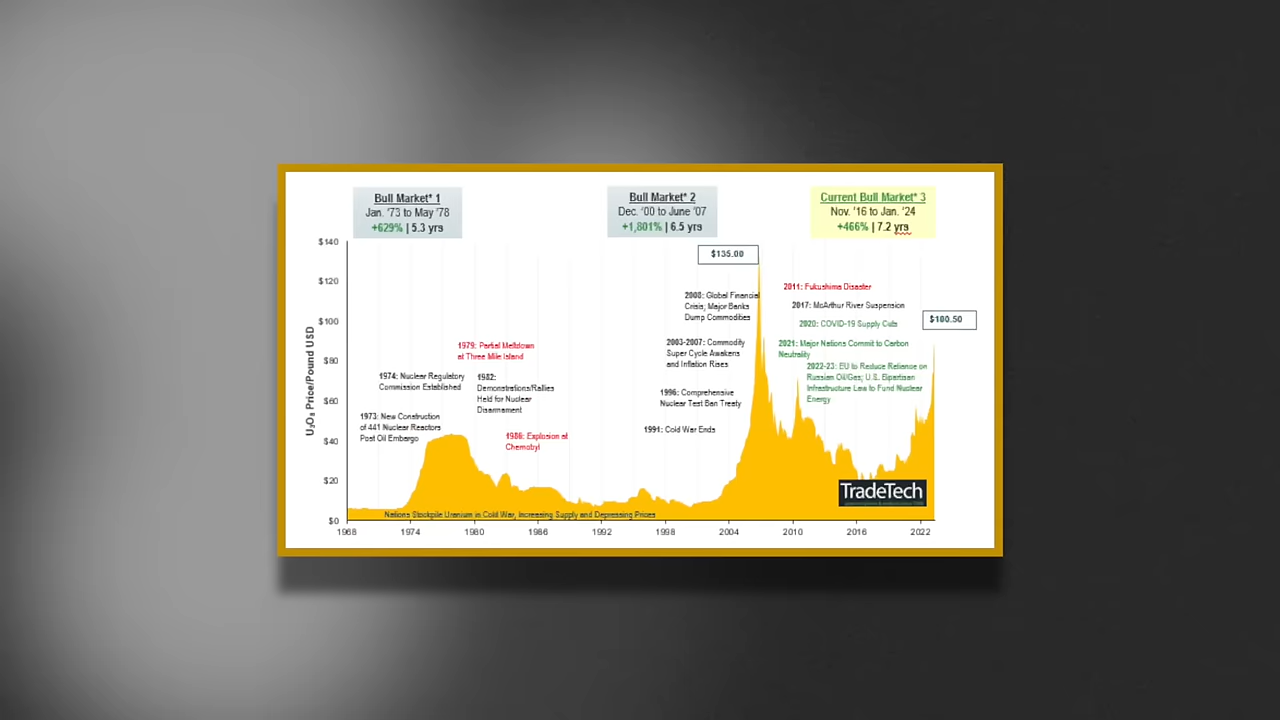 Bull Market* 1
Jan. '73 to May '78
+629% | 5.3 yrs
Bull Market* 2
Dec. '00 to June '07
+1,801% | 6.5 yrs
Current Bull Market* 3
Nov. '16 to Jan. '24
+466% | 7.2 yrs
U₃O₈ Price/Pound USD
$140
$120
$100
$80
$60
$40
$20
$0
1973: New Construction
of 441 Nuclear Reactors
Post Oil Embargo
1974: Nuclear Regulatory
Commission Established
1979: Partial Meltdown
at Three Mile Island
1982:
Demonstrations/Rallies
Held for Nuclear
Disarmament
1986: Explosion at
Chernobyl
$135.00
2008: Global Financial
Crisis; Major Banks
Dump Commodities
2003-2007: Commodity
Super Cycle Awakens
and Inflation Rises
1996: Comprehensive
Nuclear Test Ban Treaty
1991: Cold War Ends
2011: Fukushima Disaster
2017: McArthur River Suspension
2020: COVID-19 Supply Cuts
2021: Major Nations Commit to Carbon
Neutrality
2022-23: EU to Reduce Reliance on
Russian Oil/Gas; U.S. Bipartisan
Infrastructure Law to Fund Nuclear
Energy
$100.50
TradeTech
Nations Stockpile Uranium in Cold War, Increasing Supply and Depressing Prices
1968 1974 1980 1986 1992 1998 2004 2010 2016 2022